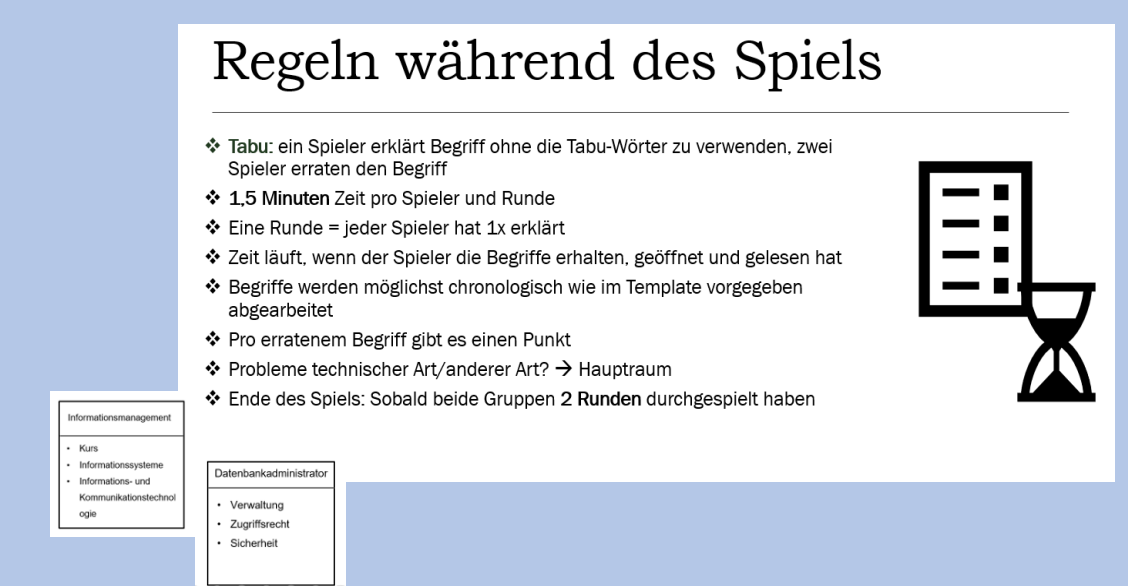 Regeln während des Spiels
❖ Tabu: ein Spieler erklärt Begriff ohne die Tabu-Wörter zu verwenden, zwei
Spieler erraten den Begriff
❖ 1,5 Minuten Zeit pro Spieler und Runde
❖ Eine Runde = jeder Spieler hat 1x erklärt
❖ Zeit läuft, wenn der Spieler die Begriffe erhalten, geöffnet und gelesen hat
❖ Begriffe werden möglichst chronologisch wie im Template vorgegeben
abgearbeitet
❖ Pro erratenem Begriff gibt es einen Punkt
❖ Probleme technischer Art/anderer Art? → Hauptraum
❖ Ende des Spiels: Sobald beide Gruppen 2 Runden durchgespielt haben
Informationsmanagement
• Kurs
• Informationssysteme
• Informations- und
Kommunikationstechnol
ogie
Datenbankadministrator
• Verwaltung
• Zugriffsrecht
• Sicherheit